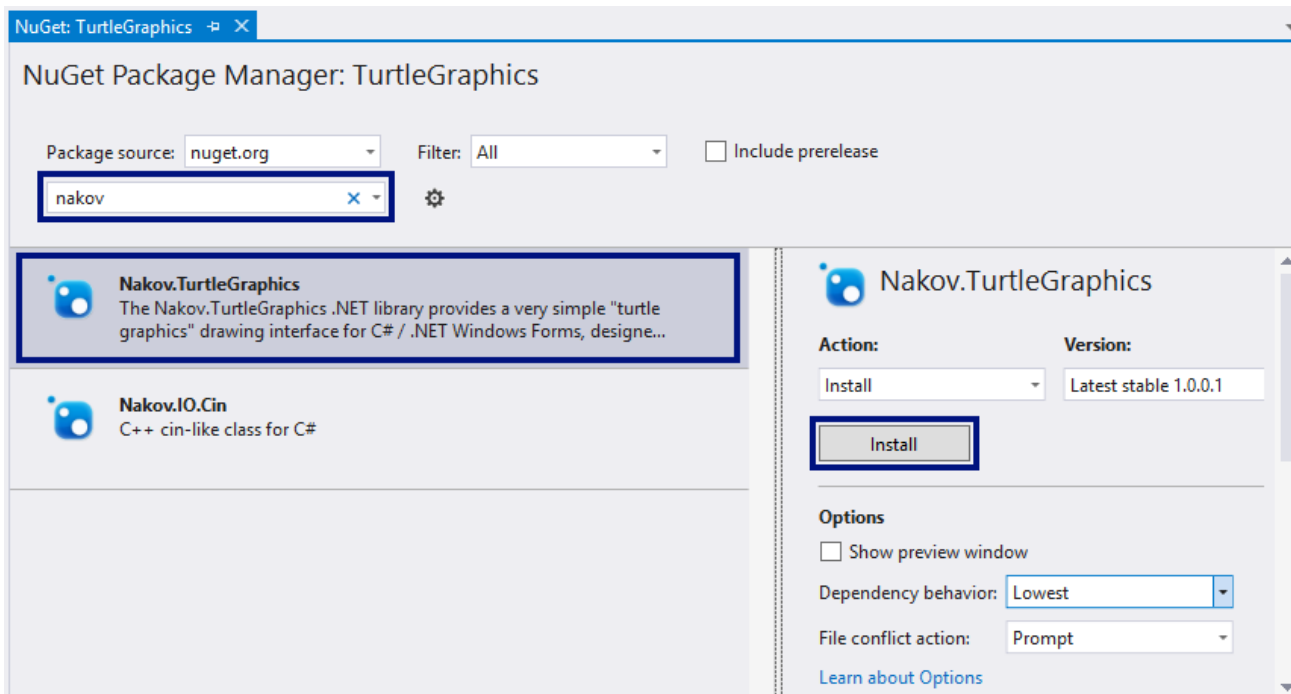 NuGet: TurtleGraphics
NuGet Package Manager: TurtleGraphics
Package source: nuget.org Filter: All Include prerelease
nakov
Nakov.TurtleGraphics
The Nakov.TurtleGraphics .NET library provides a very simple "turtle
graphics" drawing interface for C# / .NET Windows Forms, designe...
Nakov.IO.Cin
C++ cin-like class for C#
Nakov.TurtleGraphics
Action: Version:
Install Latest stable 1.0.0.1
Install
Options
Show preview window
Dependency behavior: Lowest
File conflict action: Prompt
Learn about Options